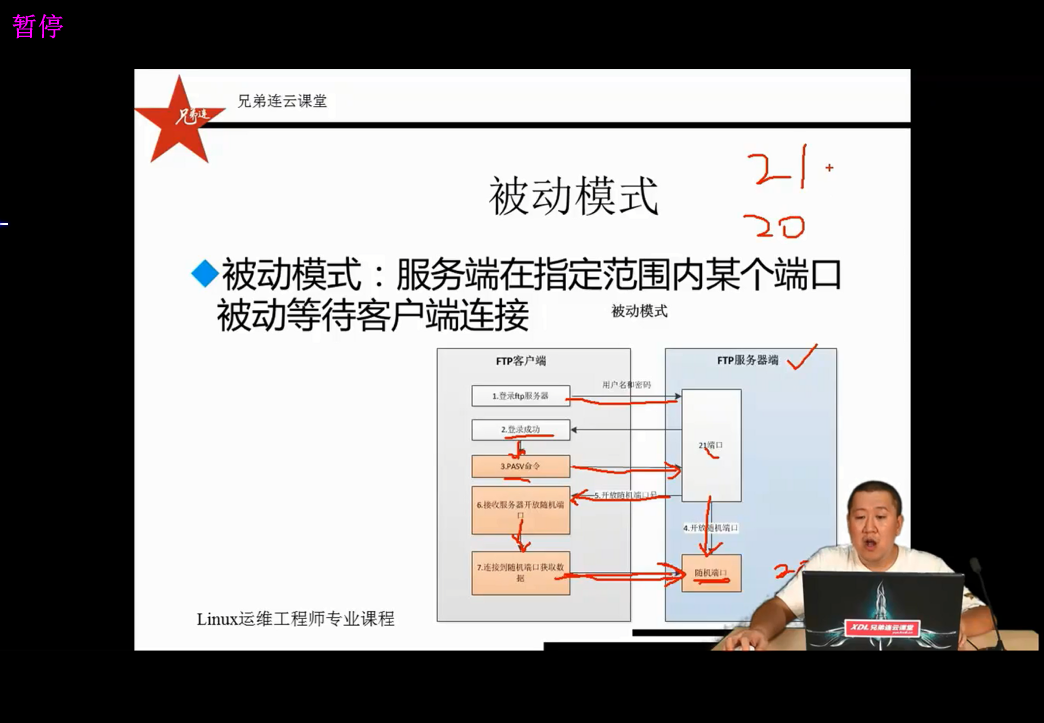 暂停
兄弟连云课堂
兄弟连
21
20
被动模式
被动模式：服务端在指定范围内某个端口
被动等待客户端连接
被动模式
FTP客户端
FTP服务器端
用户名和密码
1.登录ftp服务器
2.登录成功
21端口
3.PASV命令
5.开放随机端口号
6.接收服务器开放随机端
口
4.开放随机端口
7.连接到随机端口获取数
据
随机端口
Linux运维工程师专业课程
XDL兄弟连云课堂